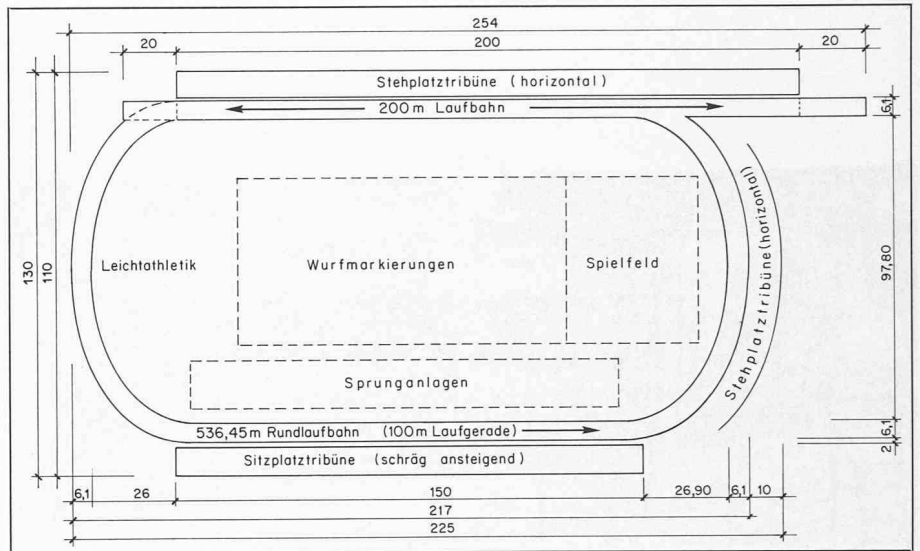 254
20 200 20
Stehplatztribüne (horizontal)
200 m Laufbahn
6,1
130
110
Leichtathletik
Wurfmarkierungen
Spielfeld
Stehplatztribüne (horizontal)
97,80
Sprunganlagen
536,45m Rundlaufbahn (100m Laufgerade)
6,1
2
Sitzplatztribüne (schräg ansteigend)
6,1 26 150 26,90 6,1 10
217
225